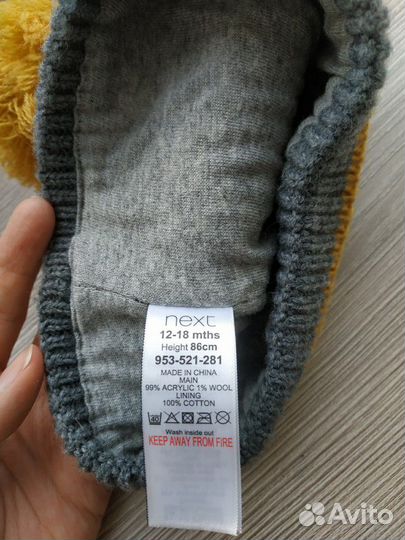 next
12-18 mths
Height 86cm
953-521-281
MADE IN CHINA
MAIN
99% ACRYLIC 1% WOOL
LINING
100% COTTON
40
Wash inside out
KEEP AWAY FROM FIRE
Avito